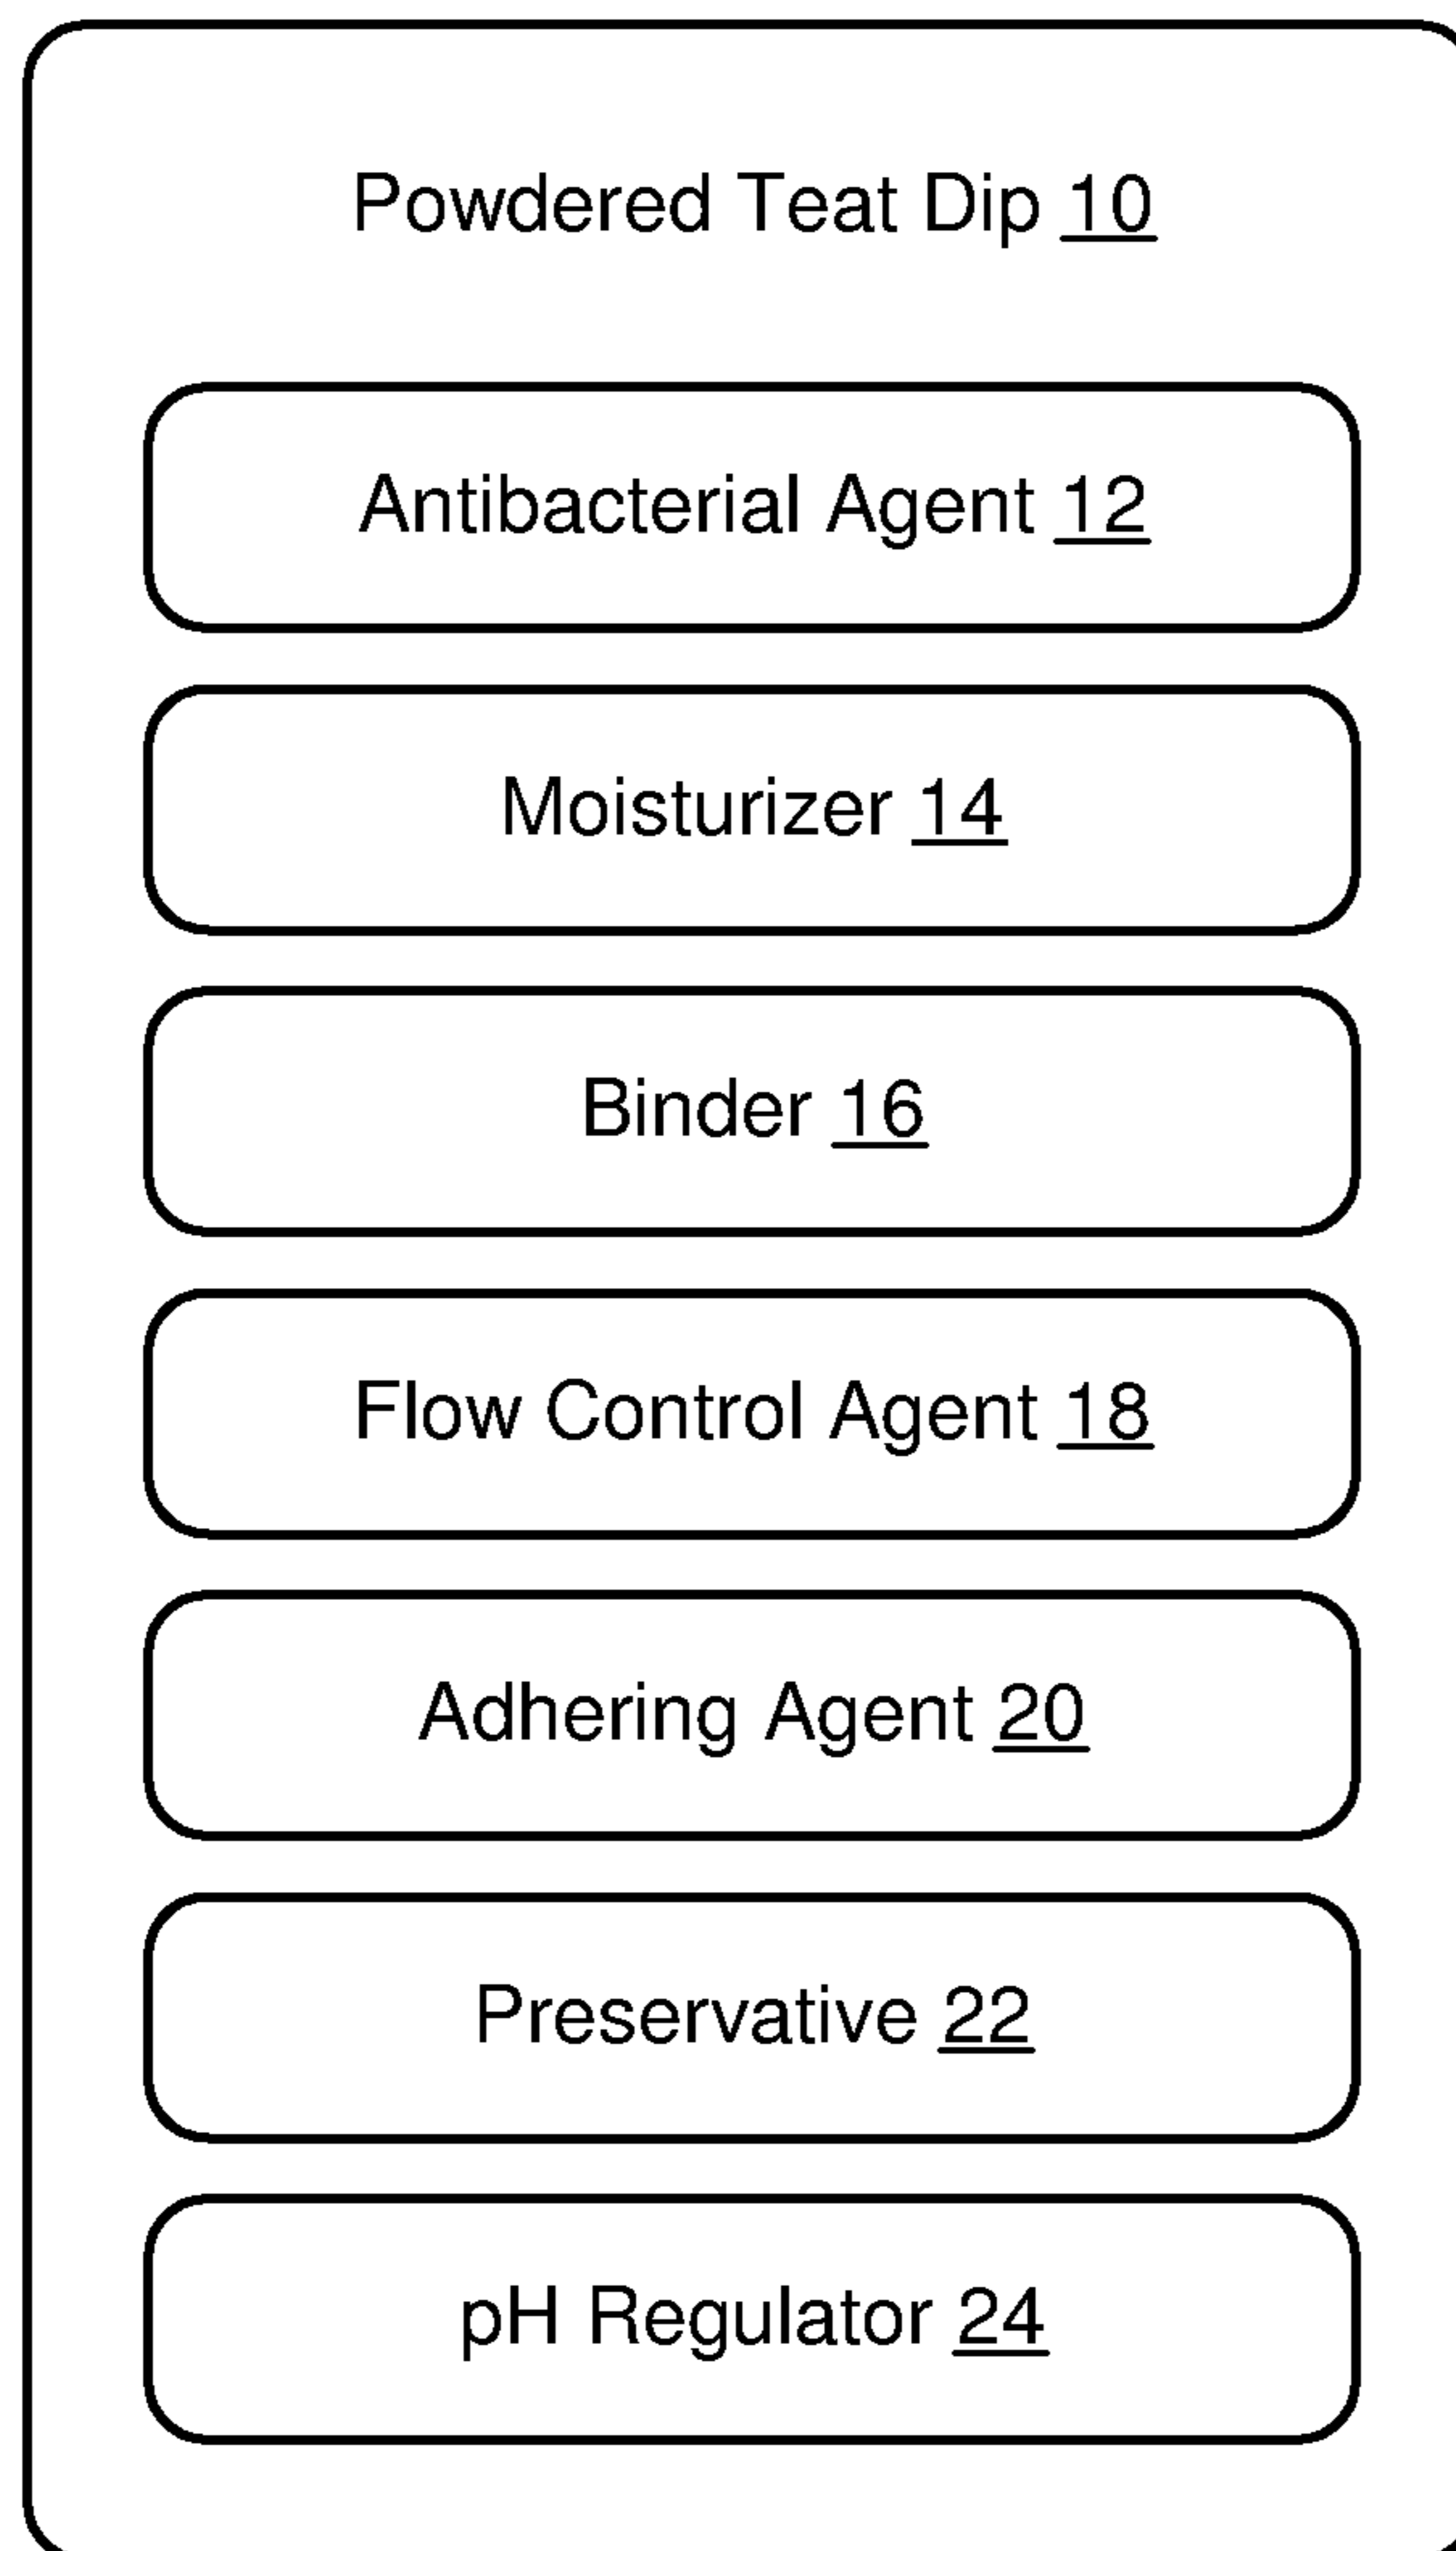 Powdered Teat Dip 10
Antibacterial Agent 12
Moisturizer 14
Binder 16
Flow Control Agent 18
Adhering Agent 20
Preservative 22
pH Regulator 24